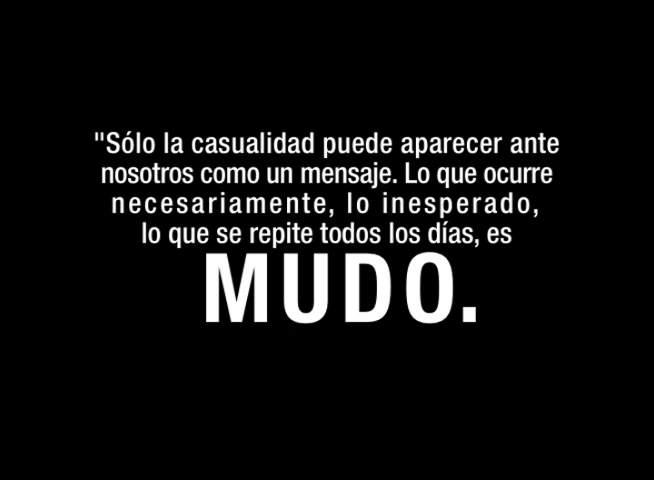 "Sólo la casualidad puede aparecer ante
nosotros como un mensaje. Lo que ocurre
necesariamente, lo inesperado,
lo que se repite todos los días, es
MUDO.